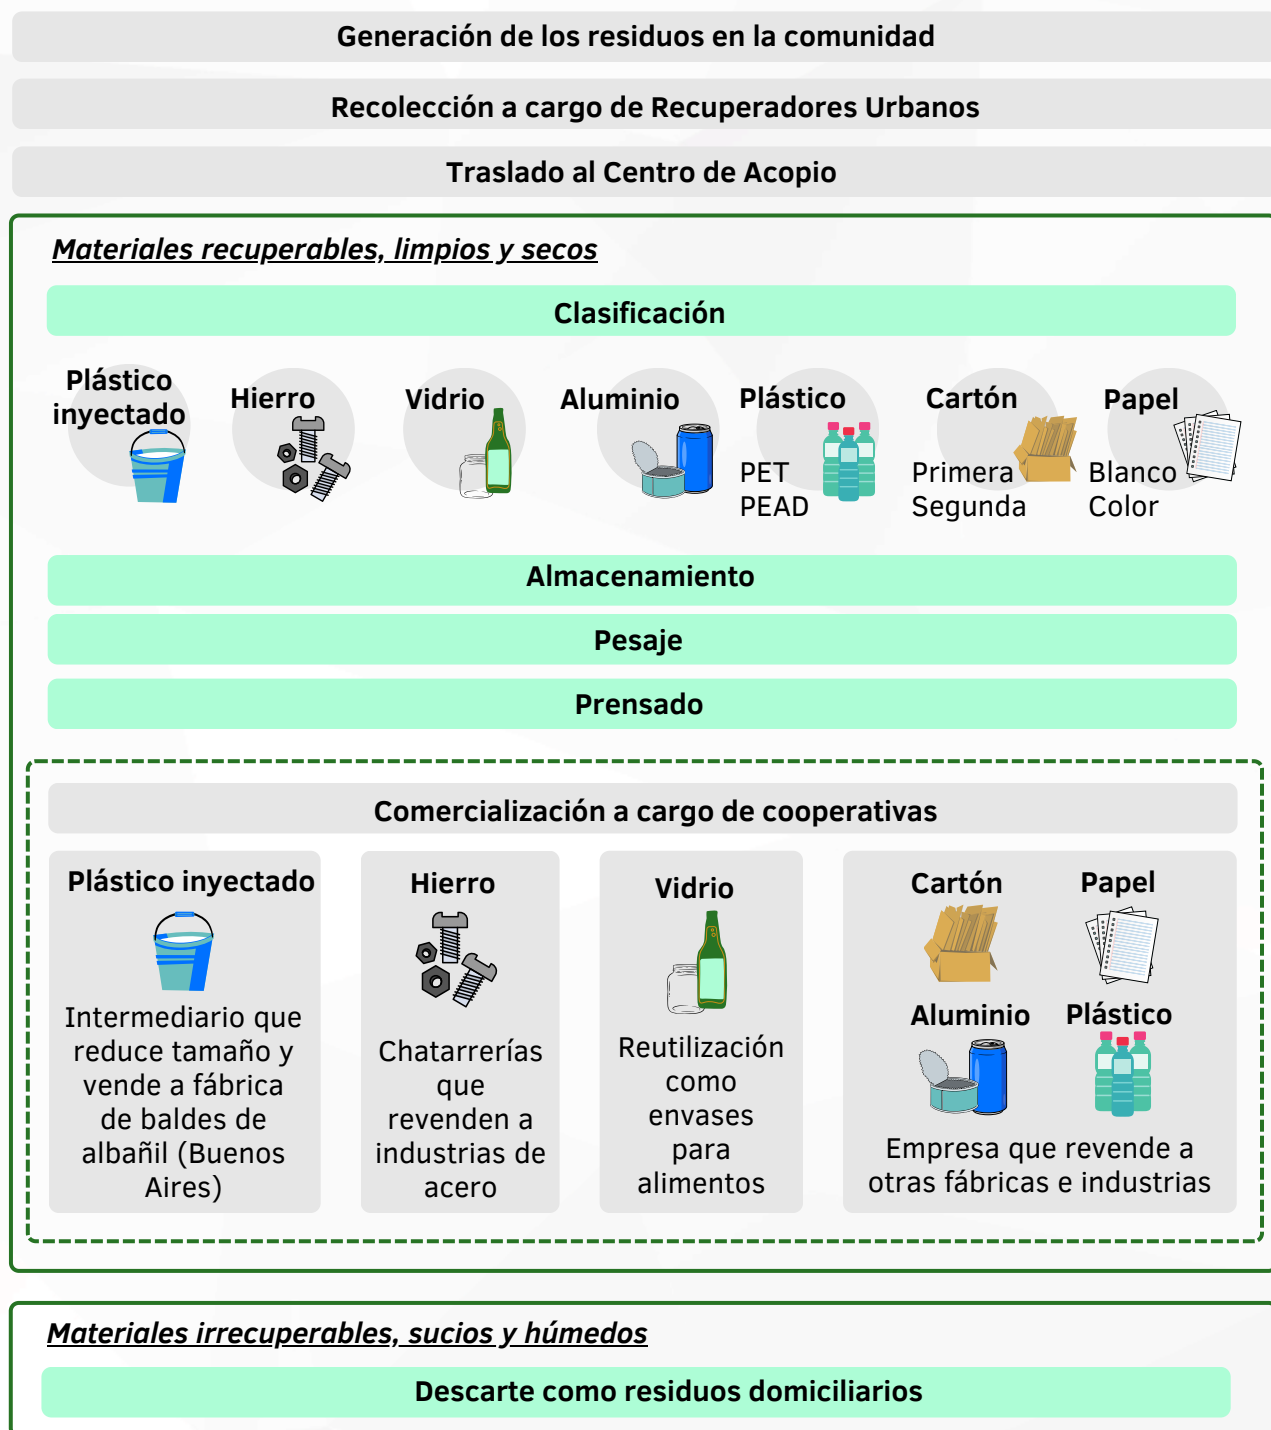 Generación de los residuos en la comunidad
Recolección a cargo de Recuperadores Urbanos
Traslado al Centro de Acopio
Materiales recuperables, limpios y secos
Clasificación
Plástico
inyectado
Hierro
Vidrio
Aluminio
Plástico
PET
PEAD
Cartón
Primera
Segunda
Papel
Blanco
Color
Almacenamiento
Pesaje
Prensado
Comercialización a cargo de cooperativas
Plástico inyectado
Intermediario que
reduce tamaño y
vende a fábrica
de baldes de
albañil (Buenos
Aires)
Hierro
Chatarrerías
que
revenden a
industrias de
acero
Vidrio
Reutilización
como
envases
para
alimentos
Cartón
Papel
Aluminio
Plástico
Empresa que revende a
otras fábricas e industrias
Materiales irrecuperables, sucios y húmedos
Descarte como residuos domiciliarios